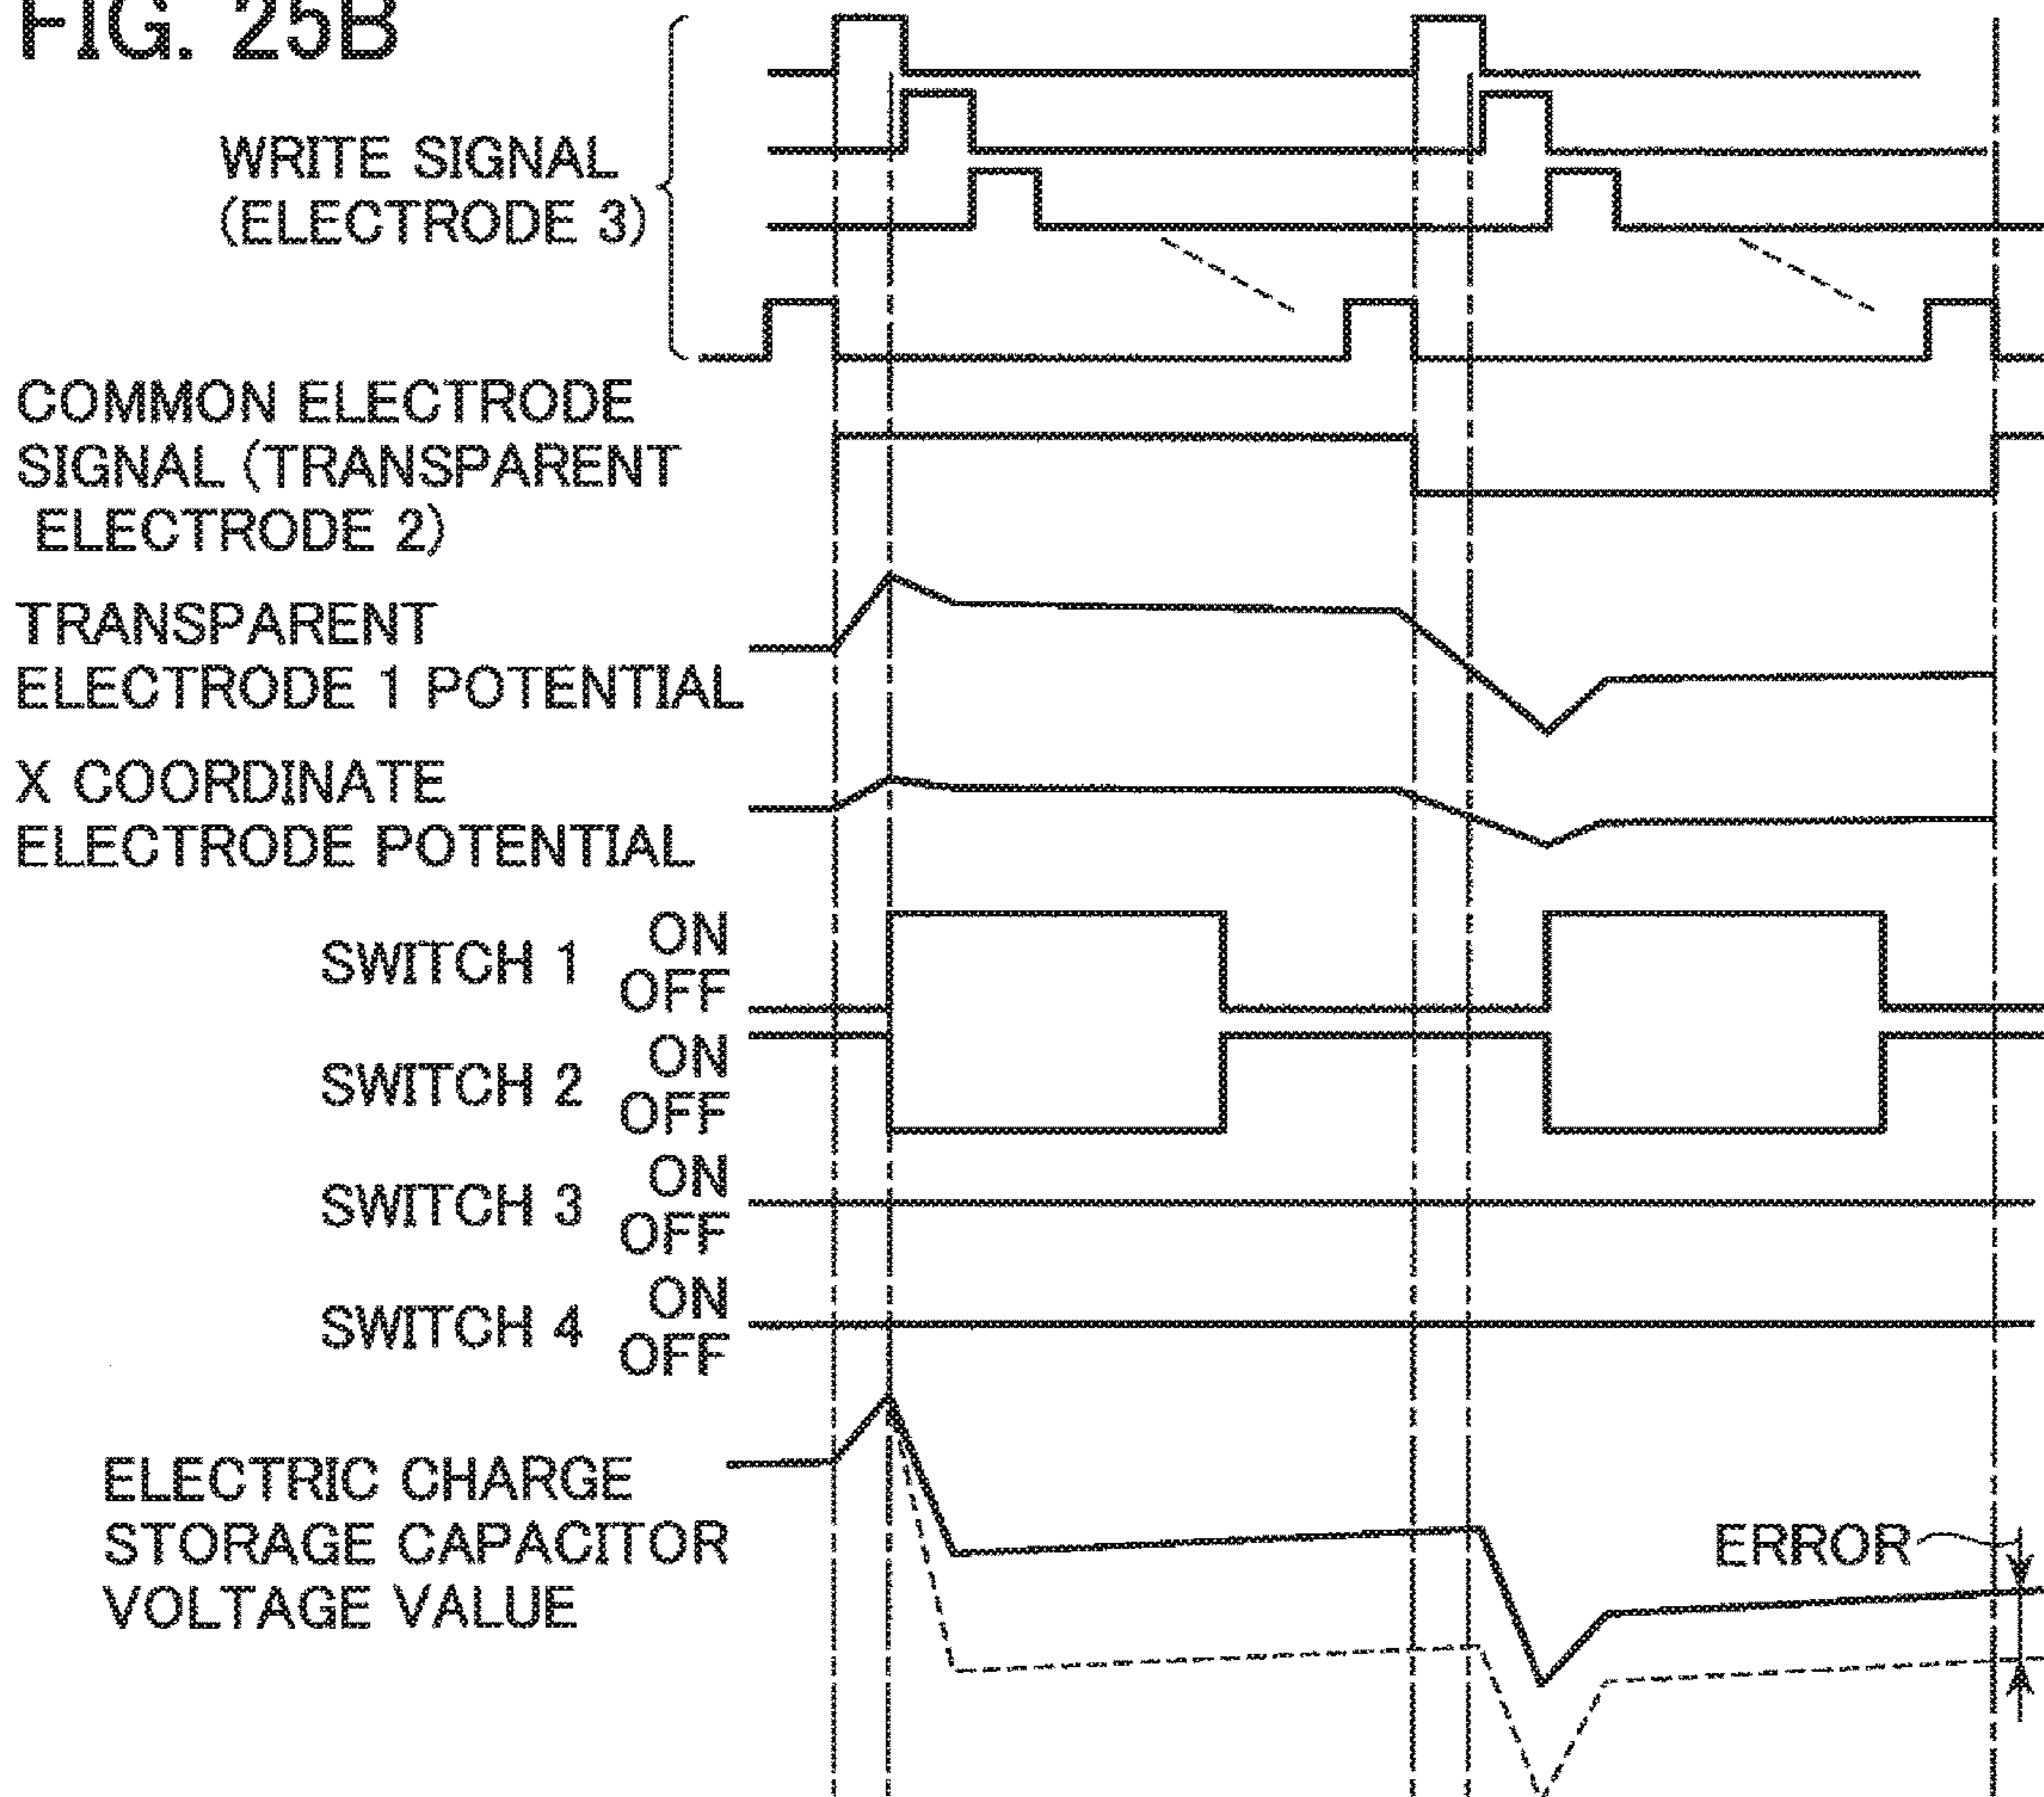 FIG. 25B
WRITE SIGNAL
(ELECTRODE 3)
COMMON ELECTRODE
SIGNAL (TRANSPARENT
ELECTRODE 2)
TRANSPARENT
ELECTRODE 1 POTENTIAL
X COORDINATE
ELECTRODE POTENTIAL
SWITCH 1
ON
OFF
SWITCH 2
ON
OFF
SWITCH 3
ON
OFF
SWITCH 4
ON
OFF
ELECTRIC CHARGE
STORAGE CAPACITOR
VOLTAGE VALUE
ERROR